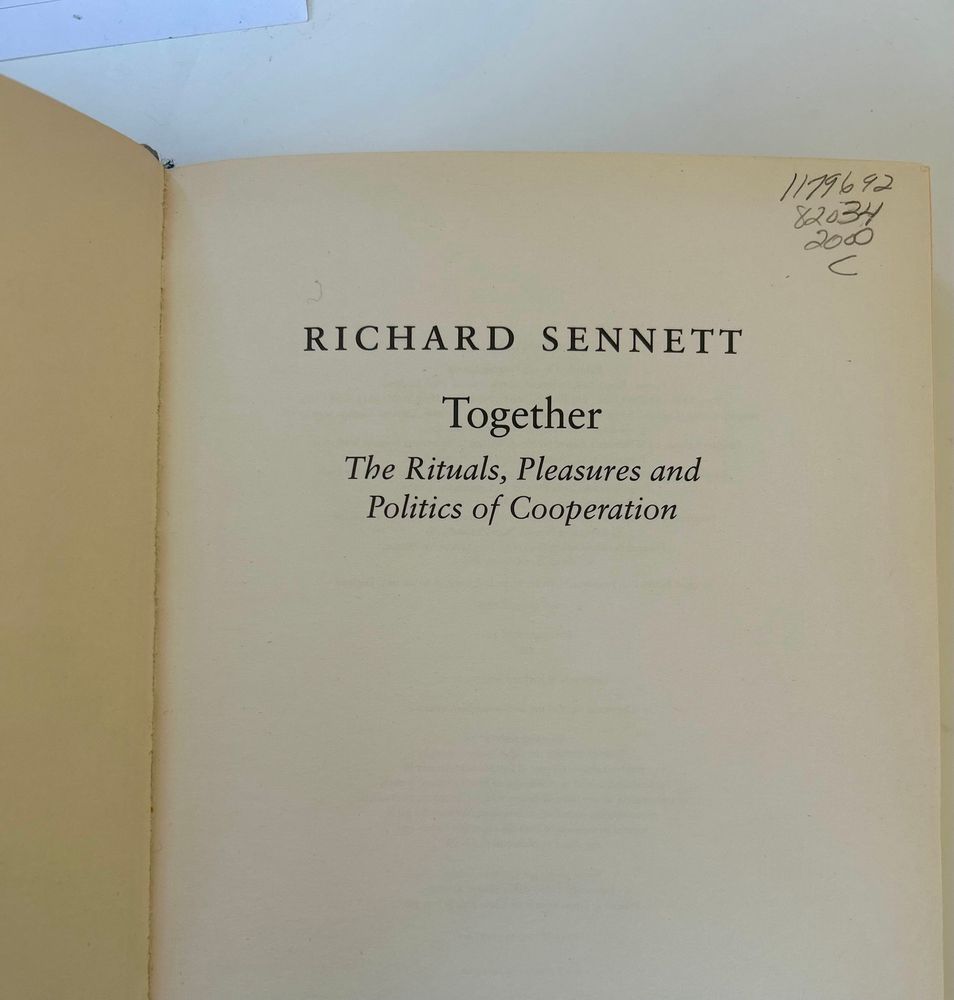 1179692
82034
2000
C
RICHARD SENNETT
Together
The Rituals, Pleasures and
Politics of Cooperation